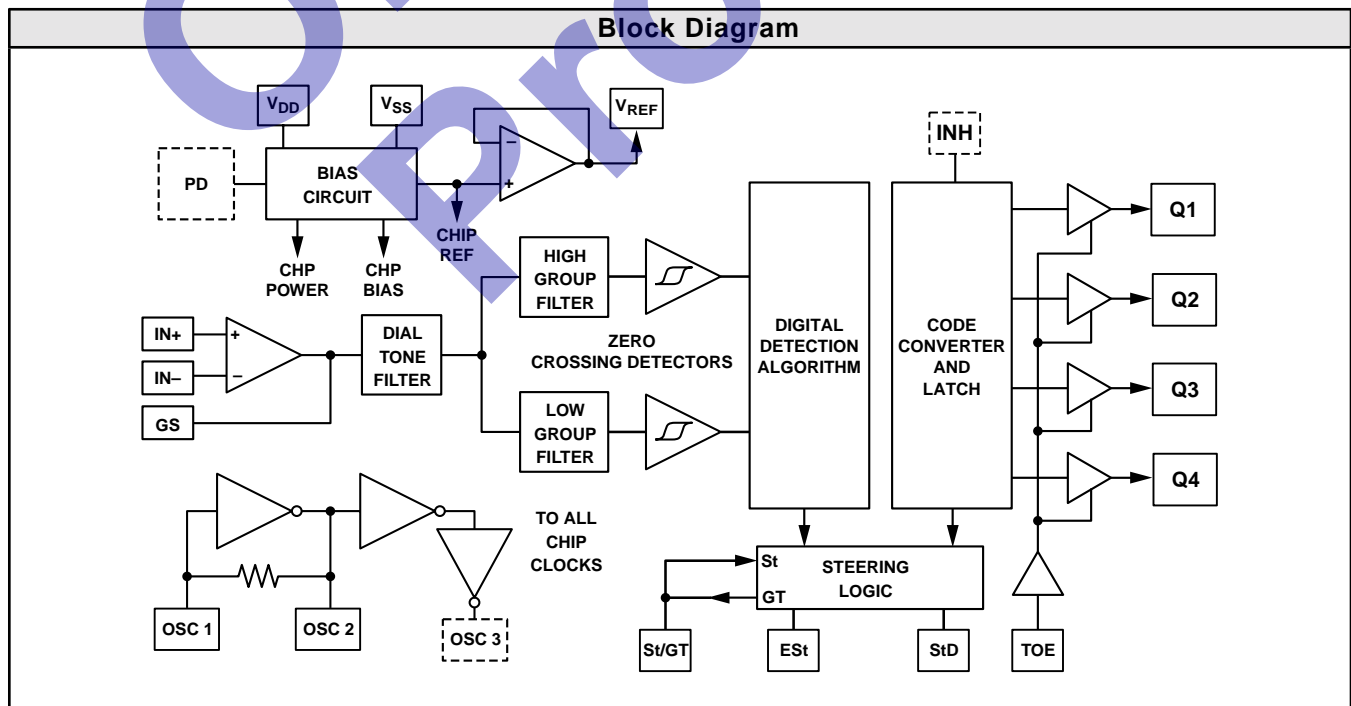 Block Diagram
VDD
VSS
VREF
INH
PD
BIAS
CIRCUIT
−
+
CHIP
REF
CHP
POWER
CHP
BIAS
HIGH
GROUP
FILTER
IN+
IN−
GS
+
−
DIAL
TONE
FILTER
ZERO
CROSSING DETECTORS
LOW
GROUP
FILTER
DIGITAL
DETECTION
ALGORITHM
CODE
CONVERTER
AND
LATCH
Q1
Q2
Q3
Q4
TO ALL
CHIP
CLOCKS
OSC 1
OSC 2
OSC 3
St
GT
STEERING
LOGIC
St/GT
ESt
StD
TOE